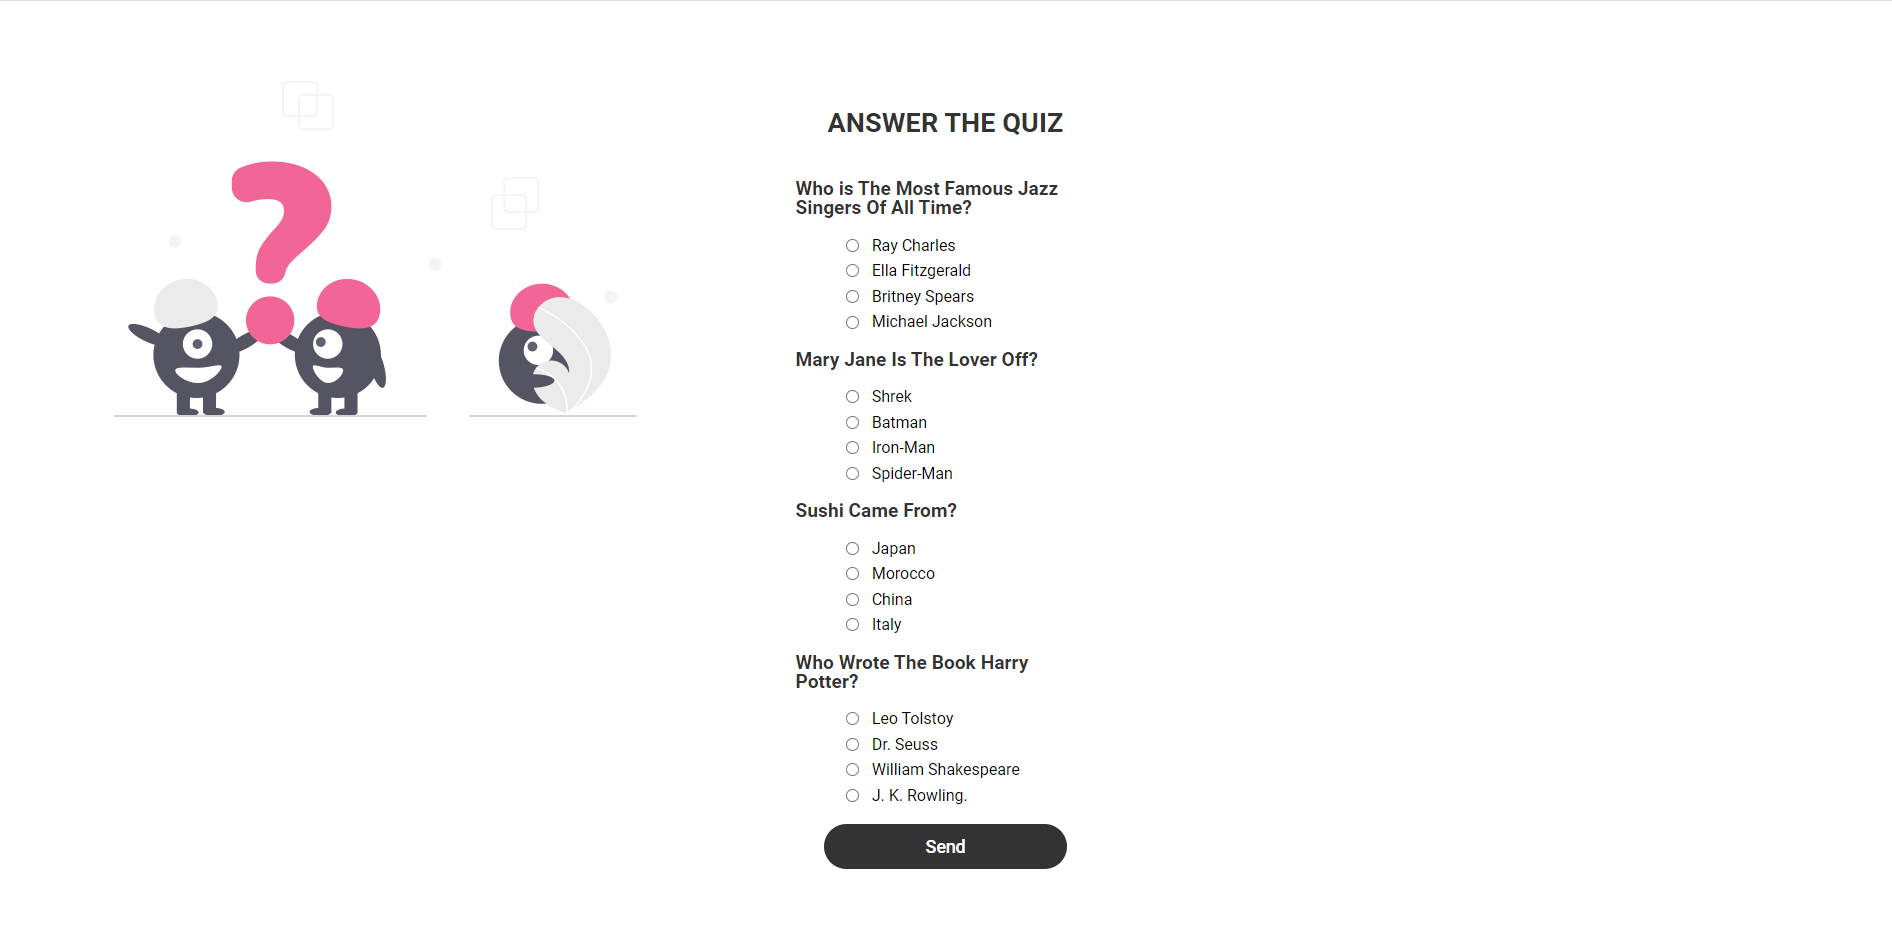 ANSWER THE QUIZ
Who is The Most Famous Jazz
Singers Of All Time?
Ray Charles
Ella Fitzgerald
Britney Spears
Michael Jackson
Mary Jane Is The Lover Off?
Shrek
Batman
Iron-Man
Spider-Man
Sushi Came From?
Japan
Morocco
China
Italy
Who Wrote The Book Harry
Potter?
Leo Tolstoy
Dr. Seuss
William Shakespeare
J. K. Rowling.
Send